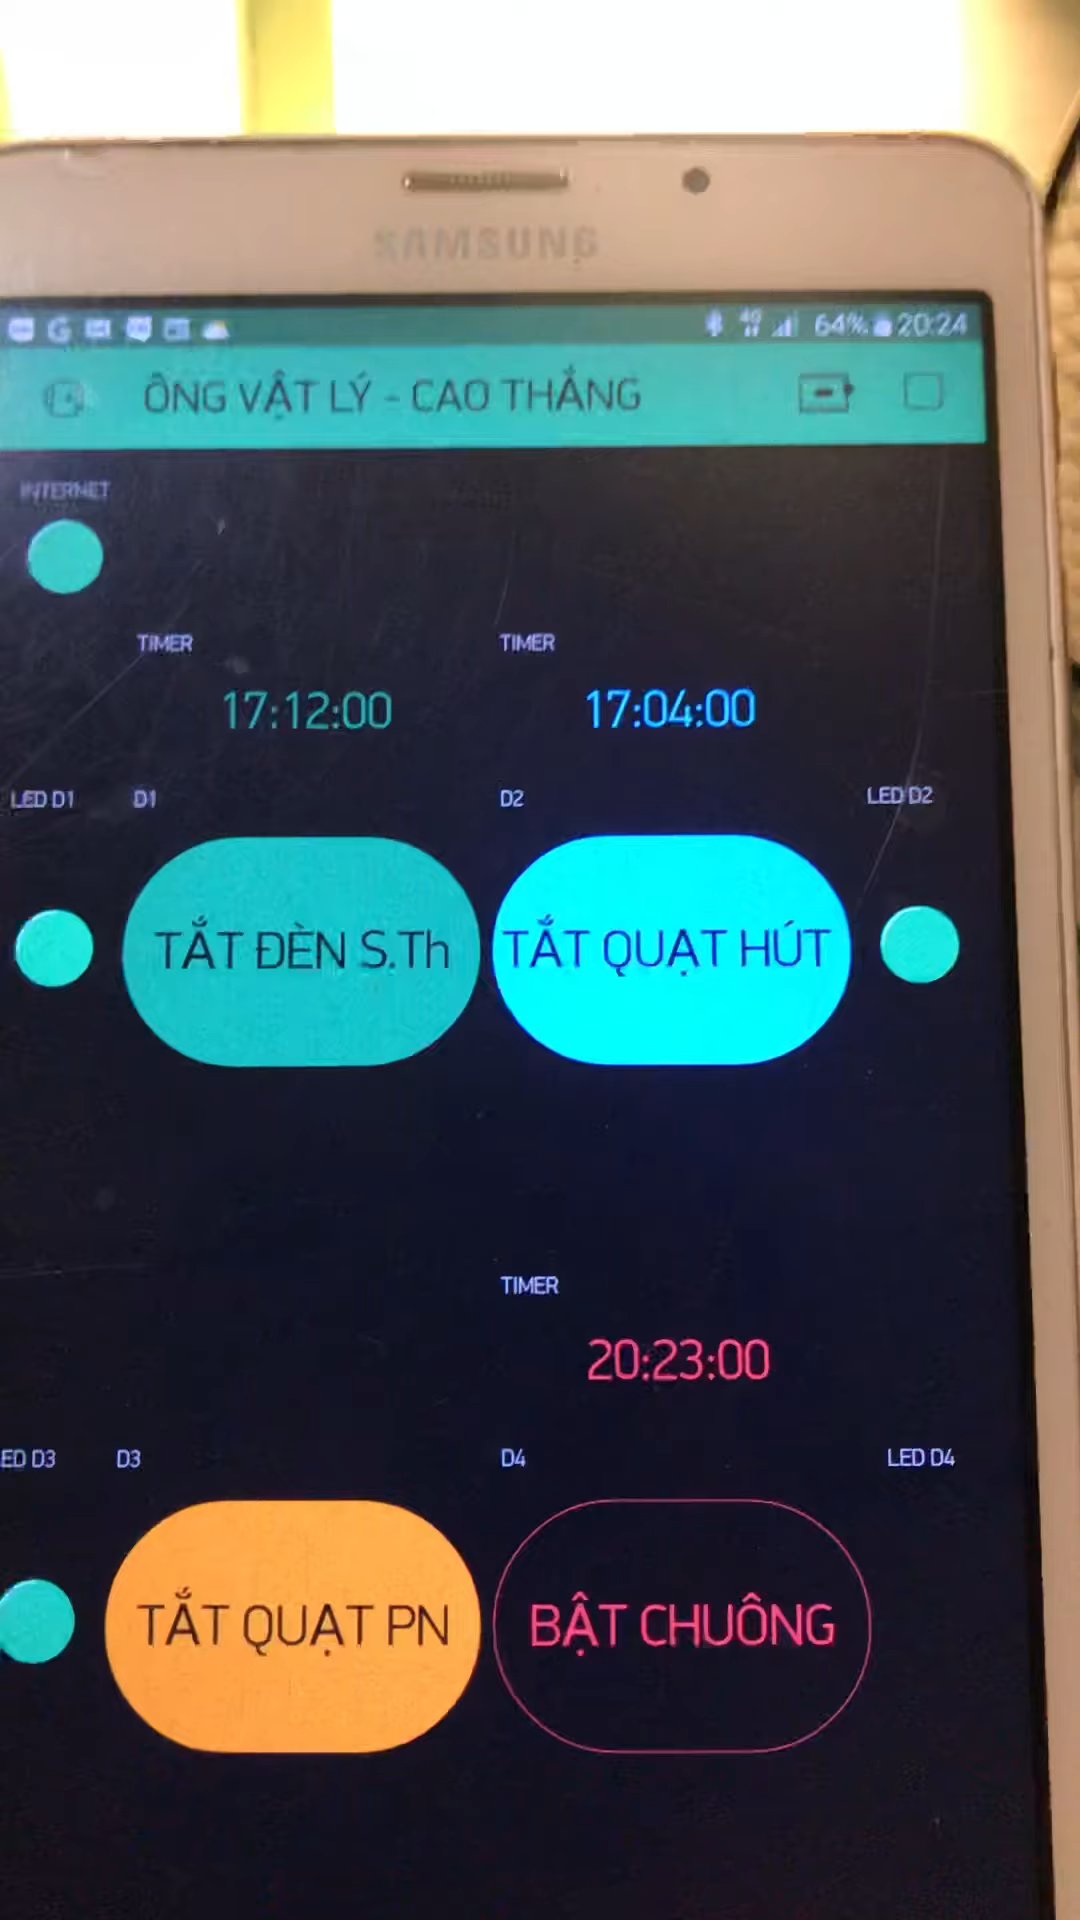 SAMSUNG
64% 20:24
ÔNG VẬT LÝ - CAO THẮNG
INTERNET
TIMER TIMER
17:12:00 17:04:00
LED D1 D1 D2 LED D2
TẮT ĐÈN S.Th TẮT QUẠT HÚT
TIMER
20:23:00
ED D3 D3 D4 LED D4
TẮT QUẠT PN BẬT CHUÔNG